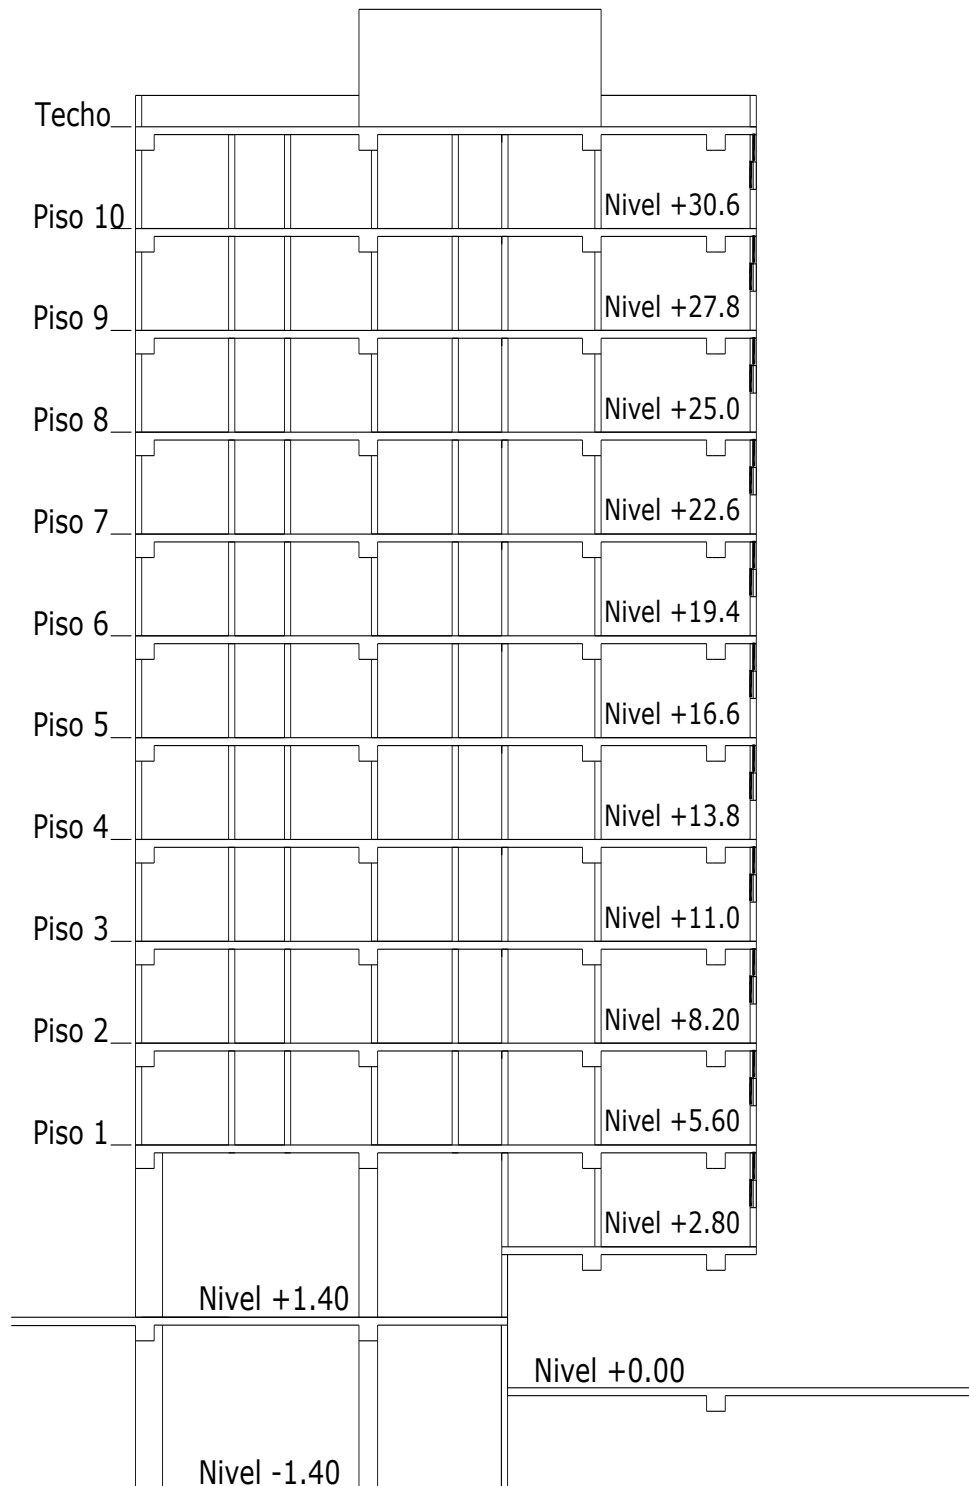 Techo
Nivel +30.6
Piso 10
Nivel +27.8
Piso 9
Nivel +25.0
Piso 8
Nivel +22.6
Piso 7
Nivel +19.4
Piso 6
Nivel +16.6
Piso 5
Nivel +13.8
Piso 4
Nivel +11.0
Piso 3
Nivel +8.20
Piso 2
Nivel +5.60
Piso 1
Nivel +2.80
Nivel +1.40
Nivel +0.00
Nivel -1.40